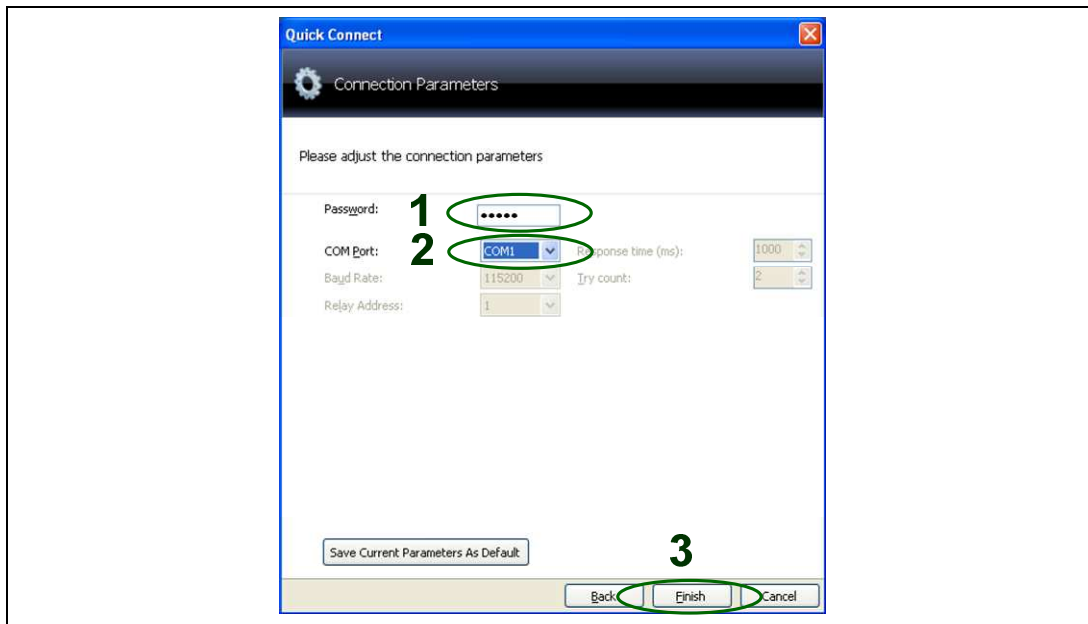 Quick Connect
Connection Parameters
Please adjust the connection parameters
Password: 1 •••••
COM Port: 2 COM1 Response time (ms): 1000
Baud Rate: 115200 Try count: 2
Relay Address: 1
Save Current Parameters As Default
3
Back Finish Cancel